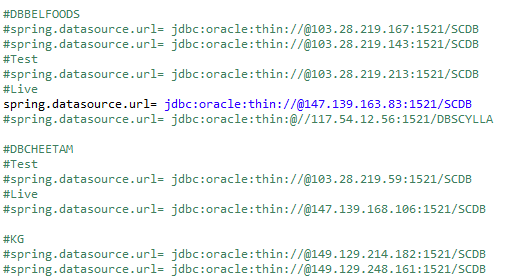 #DBBELFOODS
#spring.datasource.url= jdbc:oracle:thin://@103.28.219.167:1521/SCDB
#spring.datasource.url= jdbc:oracle:thin://@103.28.219.143:1521/SCDB
#Test
#spring.datasource.url= jdbc:oracle:thin://@103.28.219.213:1521/SCDB
#Live
spring.datasource.url= jdbc:oracle:thin://@147.139.163.83:1521/SCDB
#spring.datasource.url= jdbc:oracle:thin:@//117.54.12.56:1521/DBSCYLLA
#DBCHEETAM
#Test
#spring.datasource.url= jdbc:oracle:thin://@103.28.219.59:1521/SCDB
#Live
#spring.datasource.url= jdbc:oracle:thin://@147.139.168.106:1521/SCDB
#KG
#spring.datasource.url= jdbc:oracle:thin://@149.129.214.182:1521/SCDB
#spring.datasource.url= jdbc:oracle:thin://@149.129.248.161:1521/SCDB